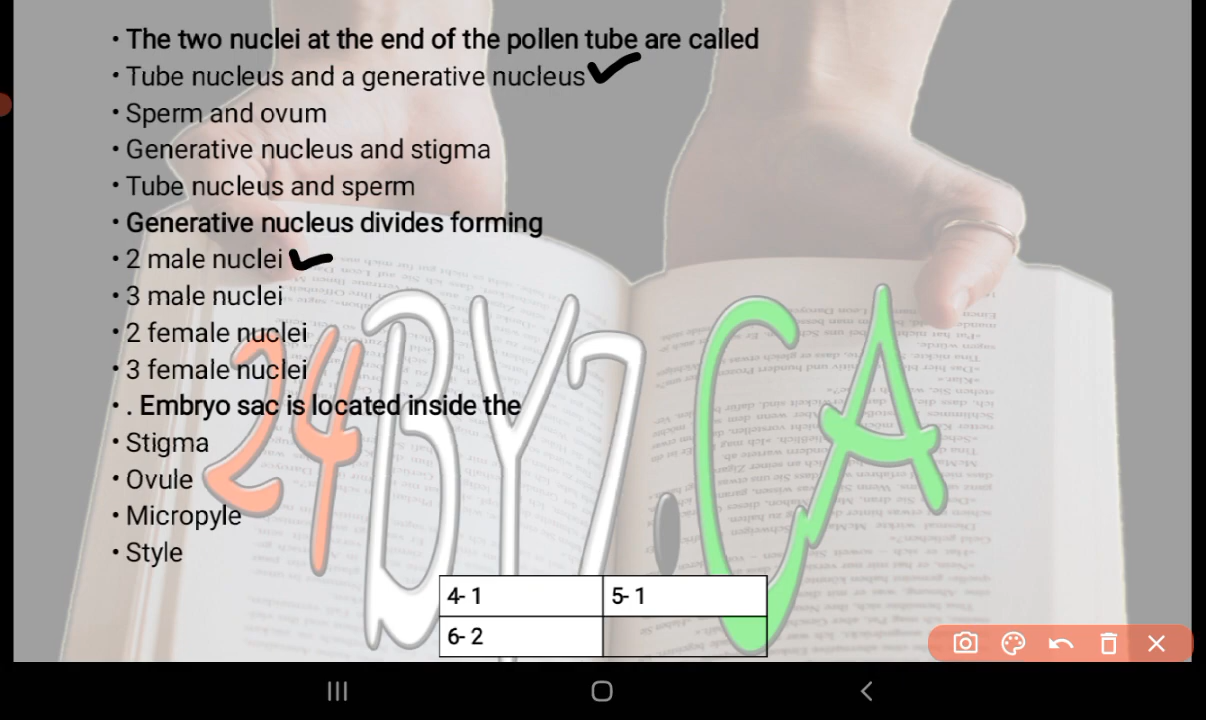 • The two nuclei at the end of the pollen tube are called
• Tube nucleus and a generative nucleus
• Sperm and ovum
• Generative nucleus and stigma
• Tube nucleus and sperm
• Generative nucleus divides forming
• 2 male nuclei
• 3 male nuclei
• 2 female nuclei
• 3 female nuclei
• . Embryo sac is located inside the
• Stigma
• Ovule
• Micropyle
• Style
24BY7.CA
4- 1 5- 1
6- 2